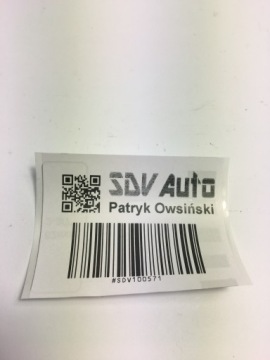 SDV Auto
Patryk Owsiński
#SDV100571